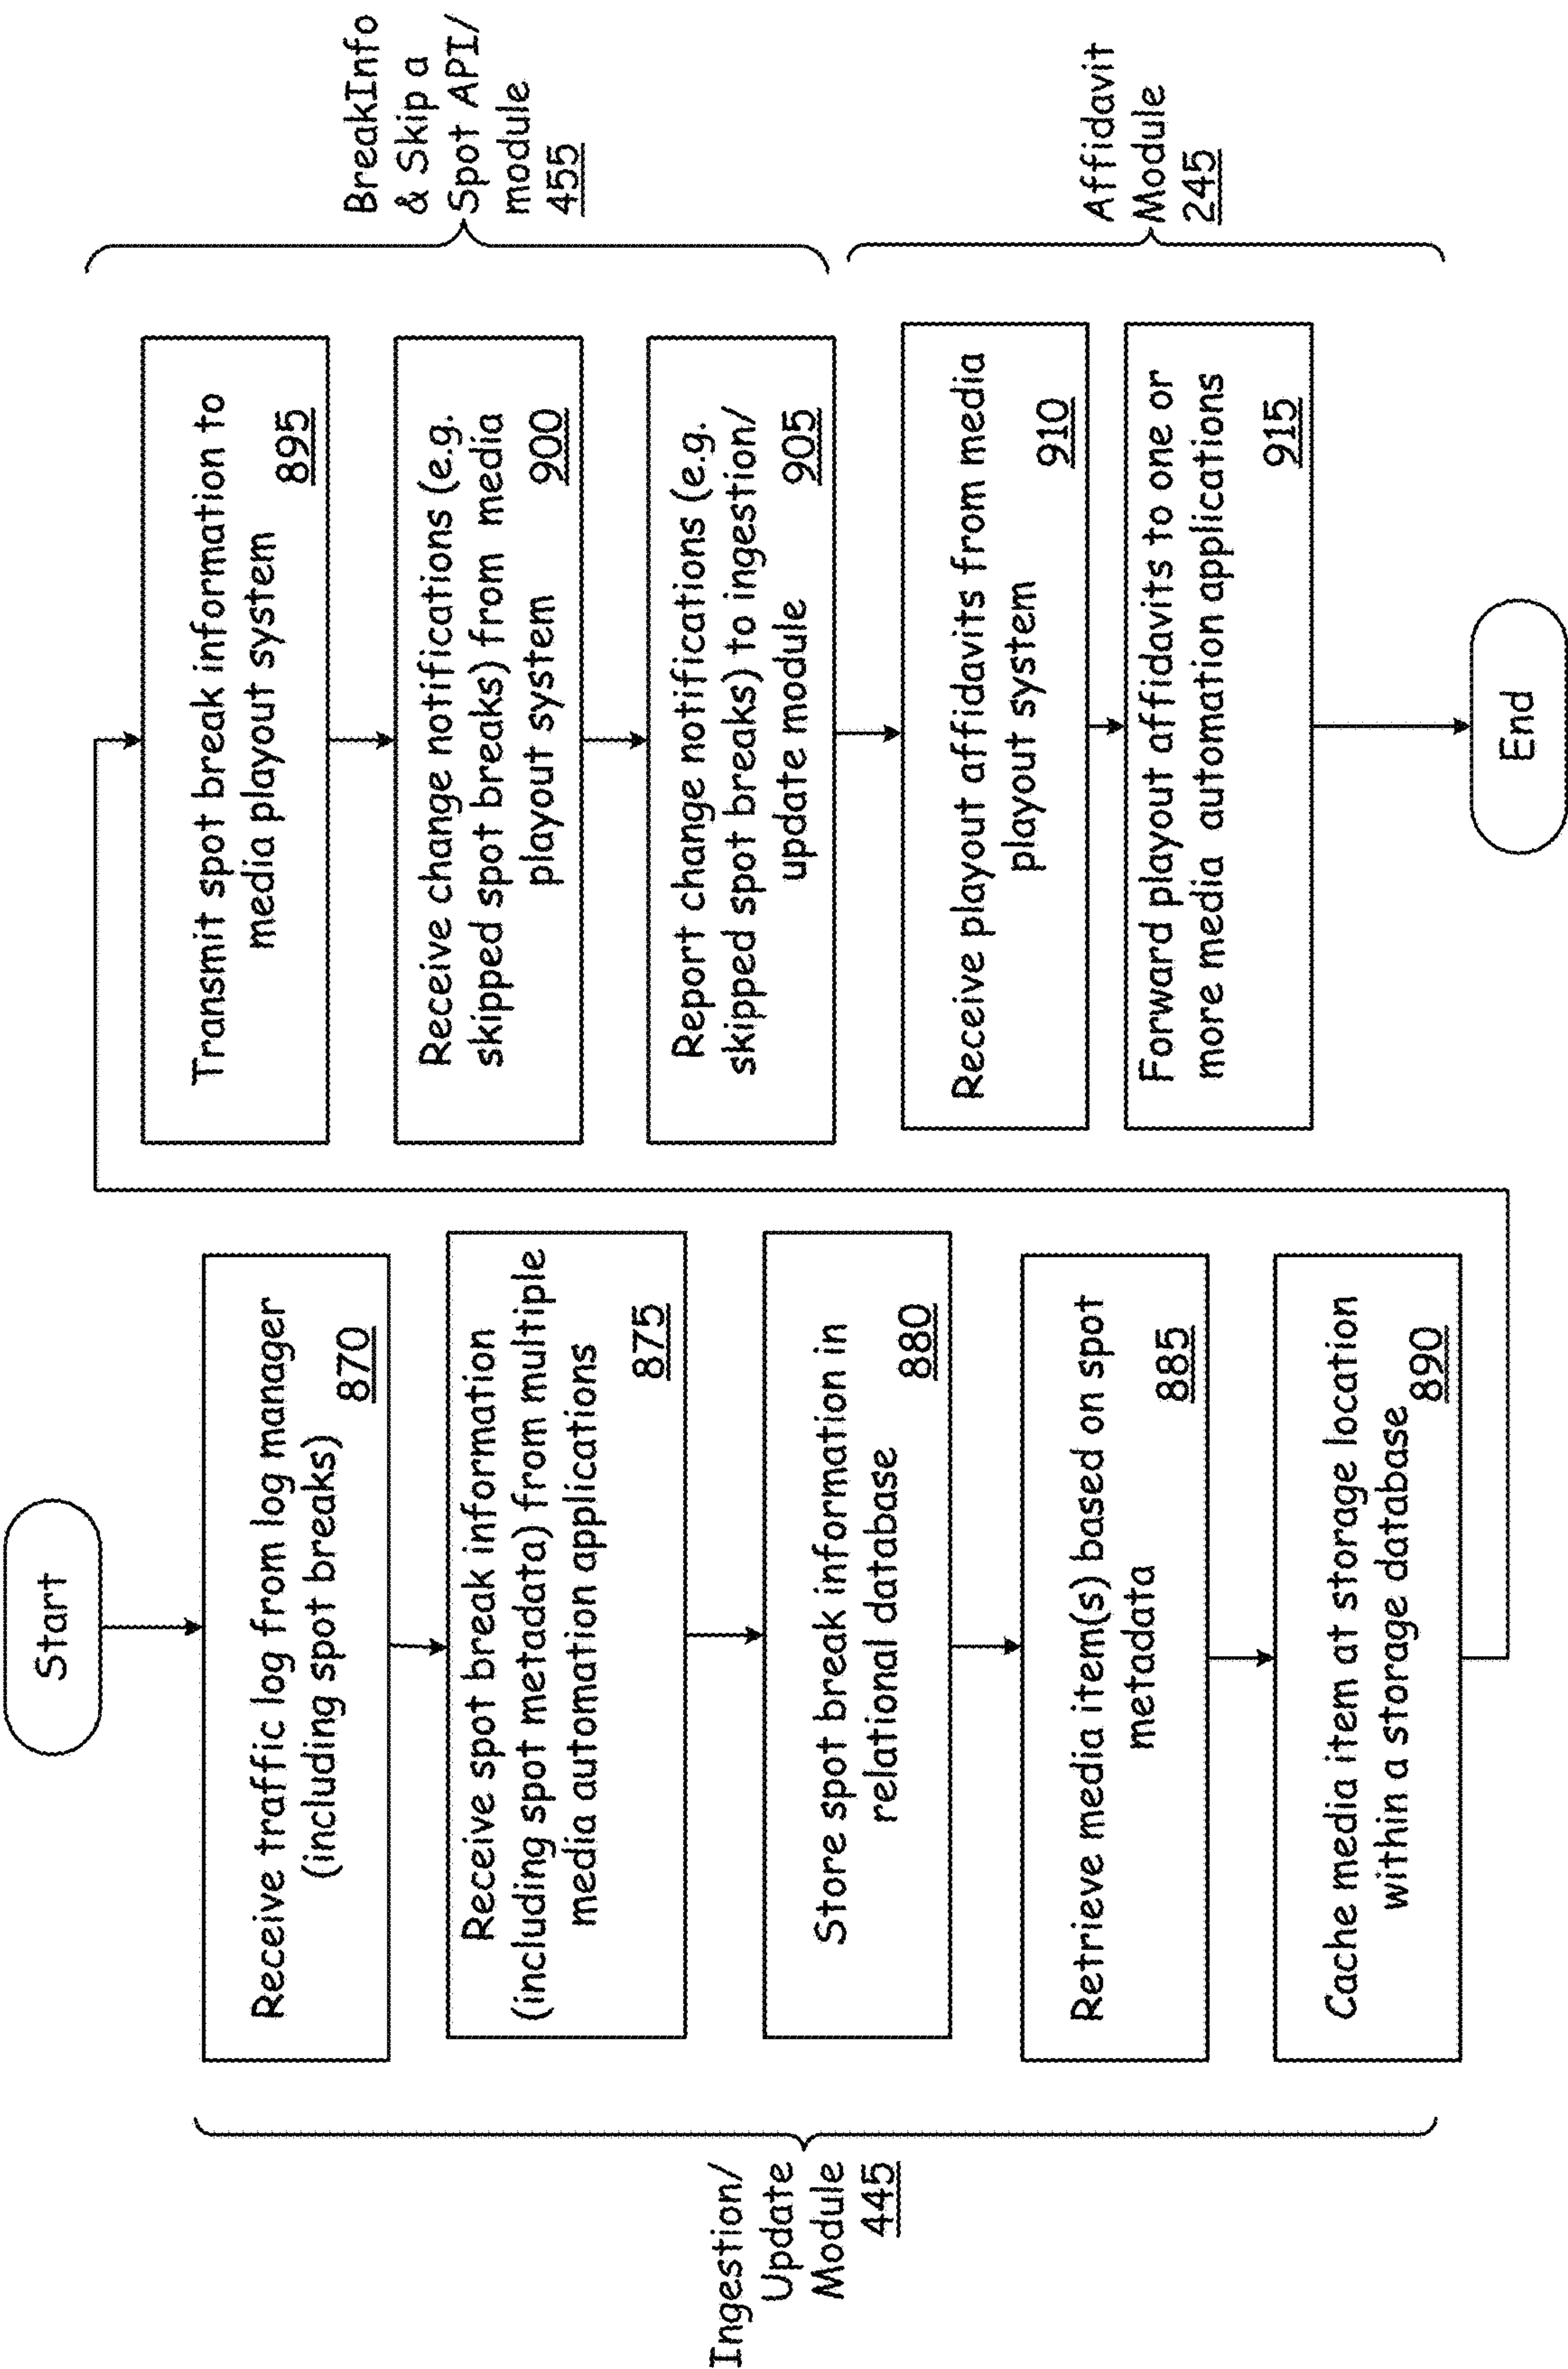 Start
Receive traffic log from log manager
(including spot breaks)
870
Receive spot break information
(including spot metadata) from multiple
media automation applications
875
Store spot break information in
relational database
880
Retrieve media item(s) based on spot
metadata
885
Cache media item at storage location
within a storage database
890
Ingestion/
Update
Module
445
Transmit spot break information to
media playout system
895
Receive change notifications (e.g.
skipped spot breaks) from media
playout system
900
Report change notifications (e.g.
skipped spot breaks) to ingestion/
update module
905
Receive playout affidavits from media
playout system
910
Forward playout affidavits to one or
more media automation applications
915
End
BreakInfo
& Skip a
Spot API/
module
455
Affidavit
Module
245